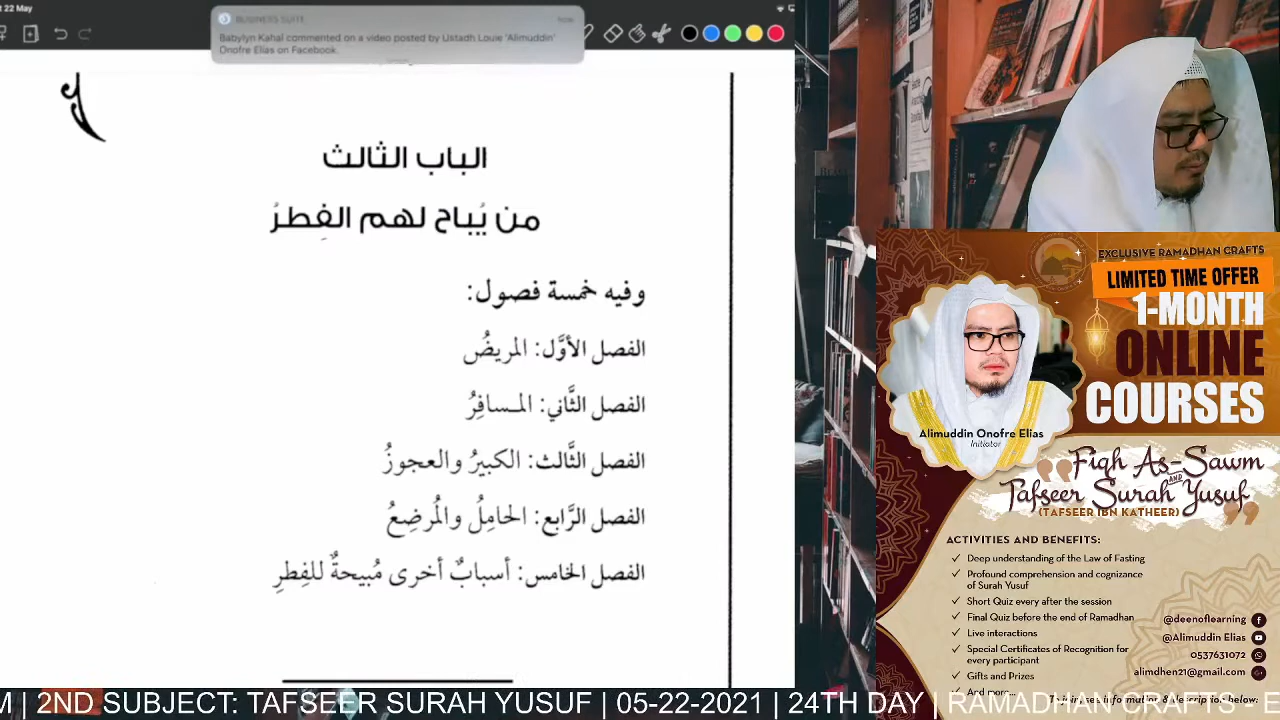 t 22 May
BUSINESS SUITE
Now
Babylyn Kahal commented on a video posted by Ustadh Louie 'Alimuddin'
Onofre Elias on Facebook.
الباب الثالث
من يُباح لهم الفِطرُ
وفيه خمسة فصول:
الفصل الأوَّل: المريضُ
الفصل الثَّاني: المـسافِرُ
الفصل الثَّالث: الكبيرُ والعجوزُ
الفصل الرَّابع: الحامِلُ والمُرضِعُ
الفصل الخامس: أسبابٌ أخرى مُبيحةٌ للفِطرِ
EXCLUSIVE RAMADHAN CRAFTS
LIMITED TIME OFFER
1-MONTH
ONLINE
COURSES
Alimuddin Onofre Elias
Initiator
Fiqh As-Sawm
AND
Tafseer Surah Yusuf
(TAFSEER IBN KATHEER)
ACTIVITIES AND BENEFITS:
✓ Deep understanding of the Law of Fasting
✓ Profound comprehension and cognizance
of Surah Yusuf
✓ Short Quiz every after the session
✓ Final Quiz before the end of Ramadhan
✓ Live interactions
✓ Special Certificates of Recognition for
every participant
✓ Gifts and Prizes
✓ And more...
@deenoflearning
@Alimuddin Elias
0537631072
alimdhen21@gmail.com
M | 2ND SUBJECT: TAFSEER SURAH YUSUF | 05-22-2021 | 24TH DAY | RAMADHAN CRAFTS - E